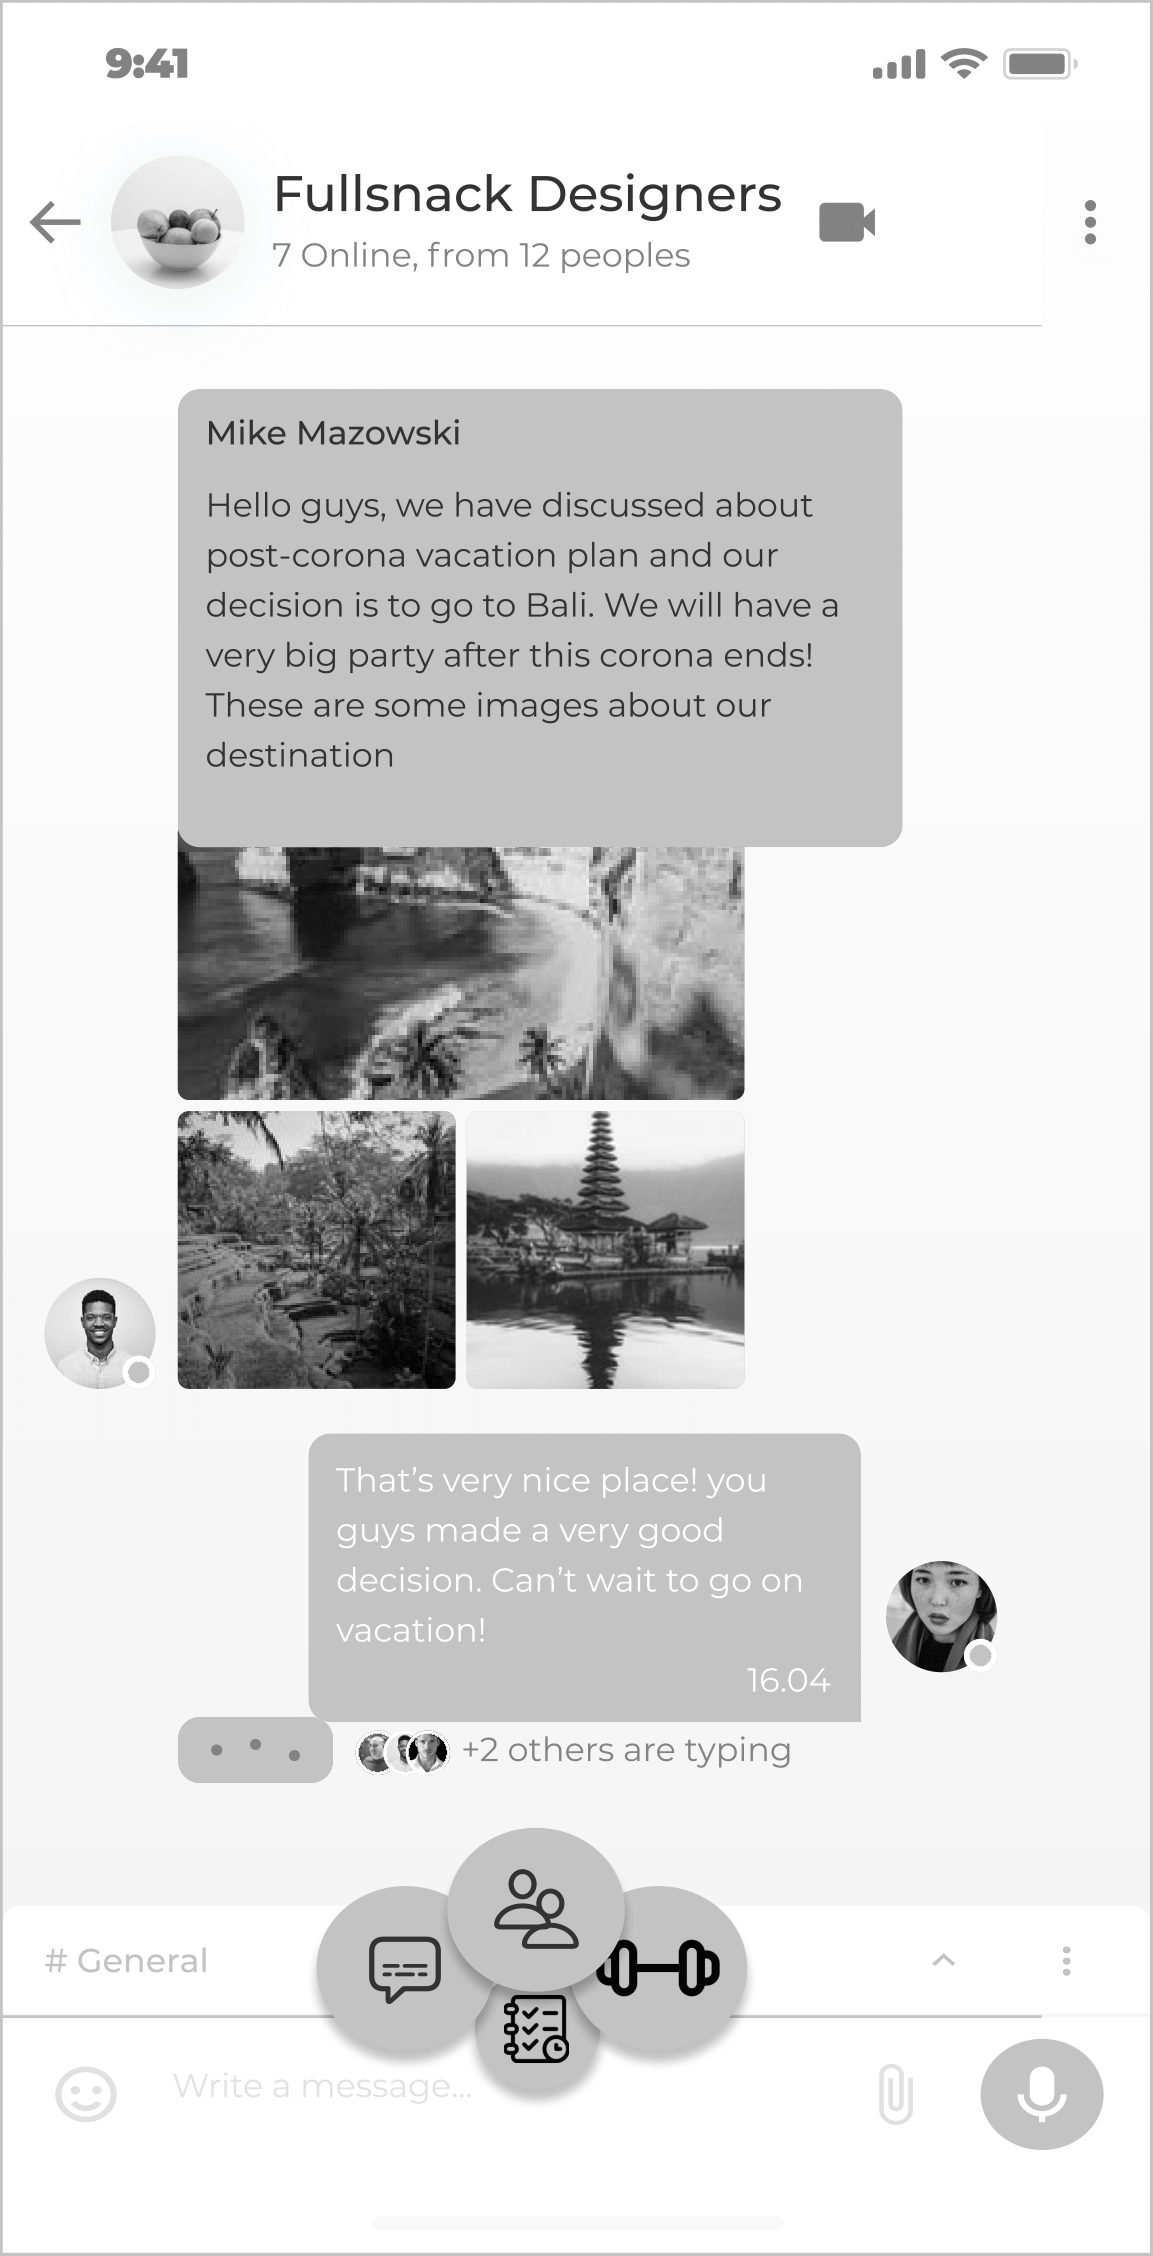 9:41
Fullsnack Designers
7 Online, from 12 peoples
Mike Mazowski
Hello guys, we have discussed about
post-corona vacation plan and our
decision is to go to Bali. We will have a
very big party after this corona ends!
These are some images about our
destination
That’s very nice place! you
guys made a very good
decision. Can’t wait to go on
vacation!
16.04
+2 others are typing
# General
Write a message...